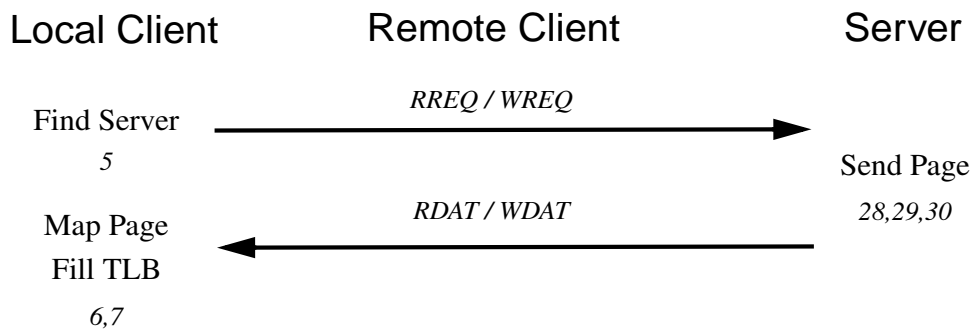 Local Client Remote Client Server
RREQ / WREQ
Find Server
5
Send Page
28,29,30
RDAT / WDAT
Map Page
Fill TLB
6,7